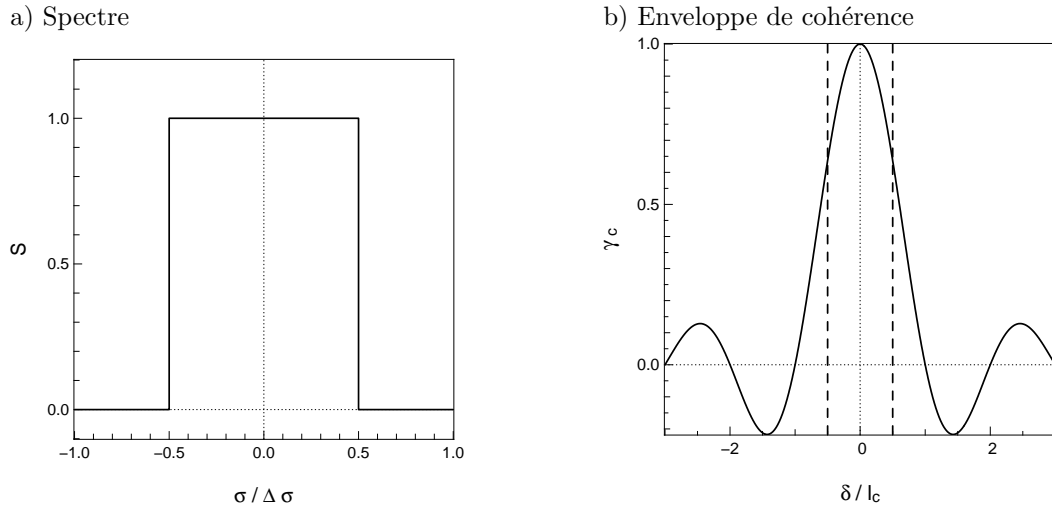 a) Spectre
1.0
0.5
0.0
S
−1.0 −0.5 0.0 0.5 1.0
σ / Δ σ
b) Enveloppe de cohérence
1.0
0.5
0.0
γ c
−2 0 2
δ / lc